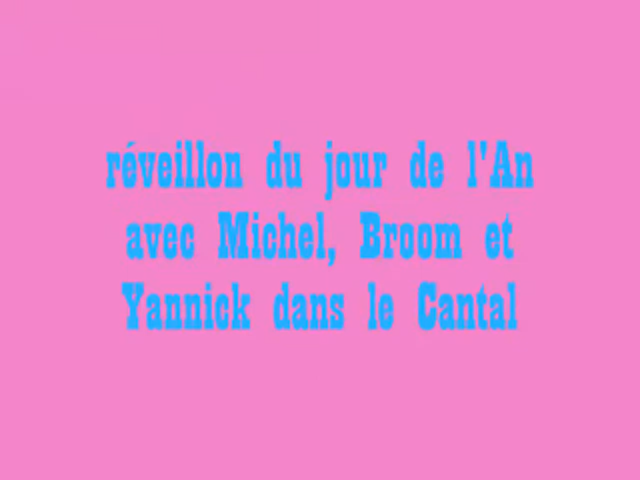 réveillon du jour de l'An
avec Michel, Broom et
Yannick dans le Cantal